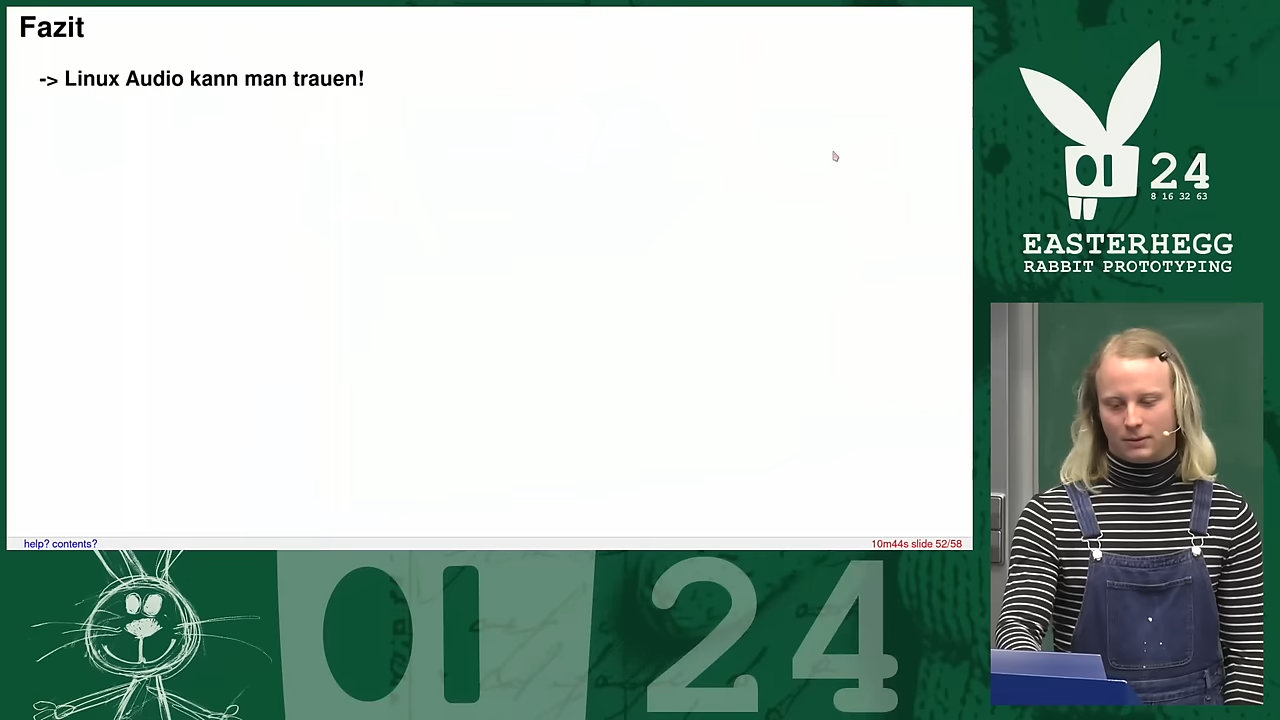 Fazit
-> Linux Audio kann man trauen!
help? contents?
10m44s slide 52/58
24
8 16 32 63
EASTERHEGG
RABBIT PROTOTYPING
24